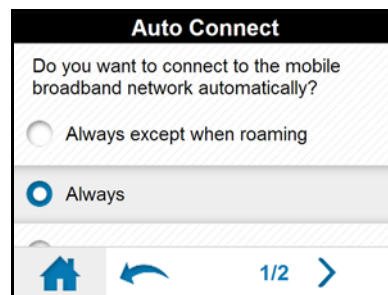 Auto Connect
Do you want to connect to the mobile
broadband network automatically?
Always except when roaming
Always
1/2